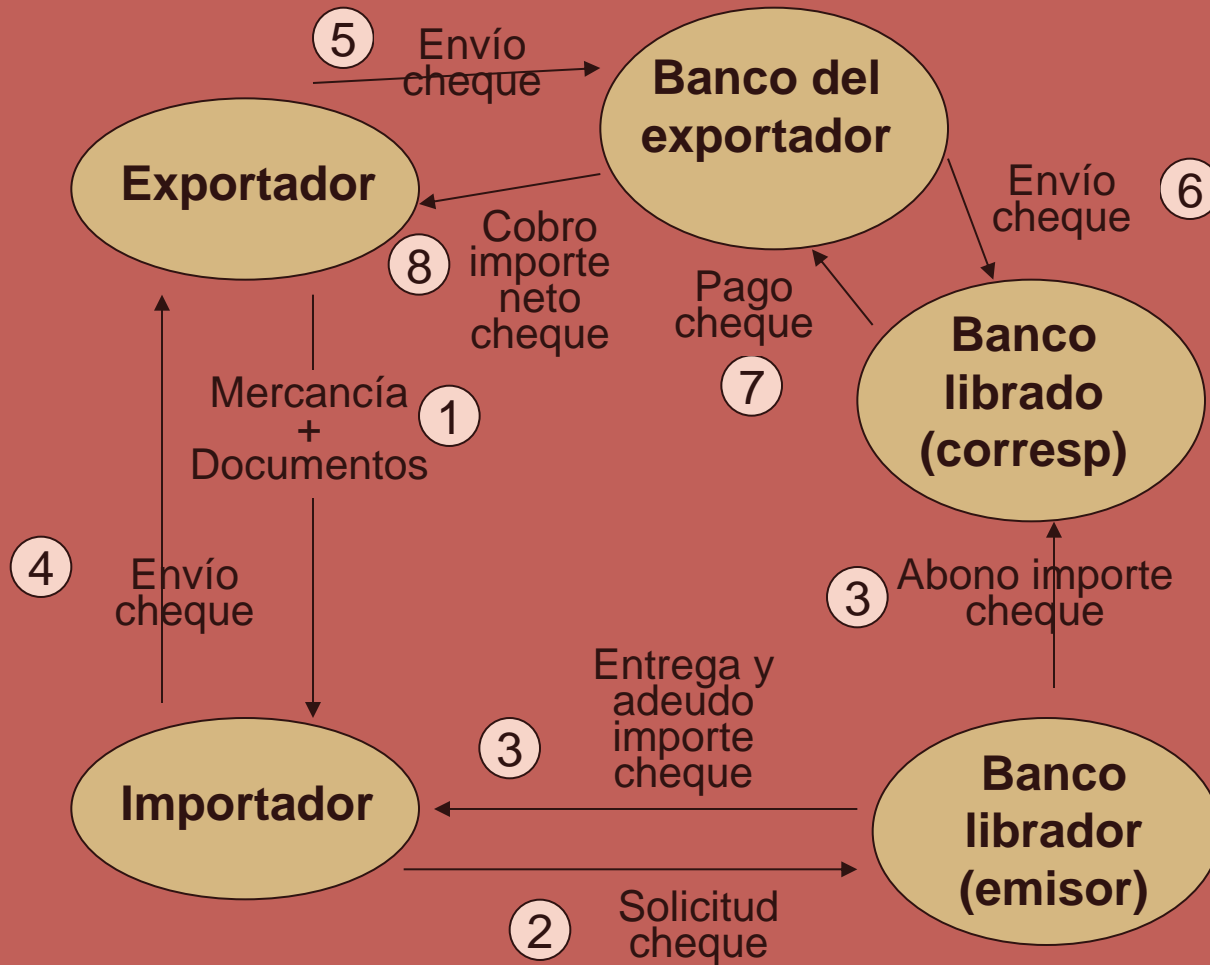 5
Envío
cheque
Banco del
exportador
Exportador
Envío
cheque
6
8
Cobro
importe
neto
cheque
Pago
cheque
7
Banco
librado
(corresp)
Mercancía
+
Documentos
1
4
Envío
cheque
3
Abono importe
cheque
Entrega y
adeudo
importe
cheque
3
Importador
Banco
librador
(emisor)
2
Solicitud
cheque